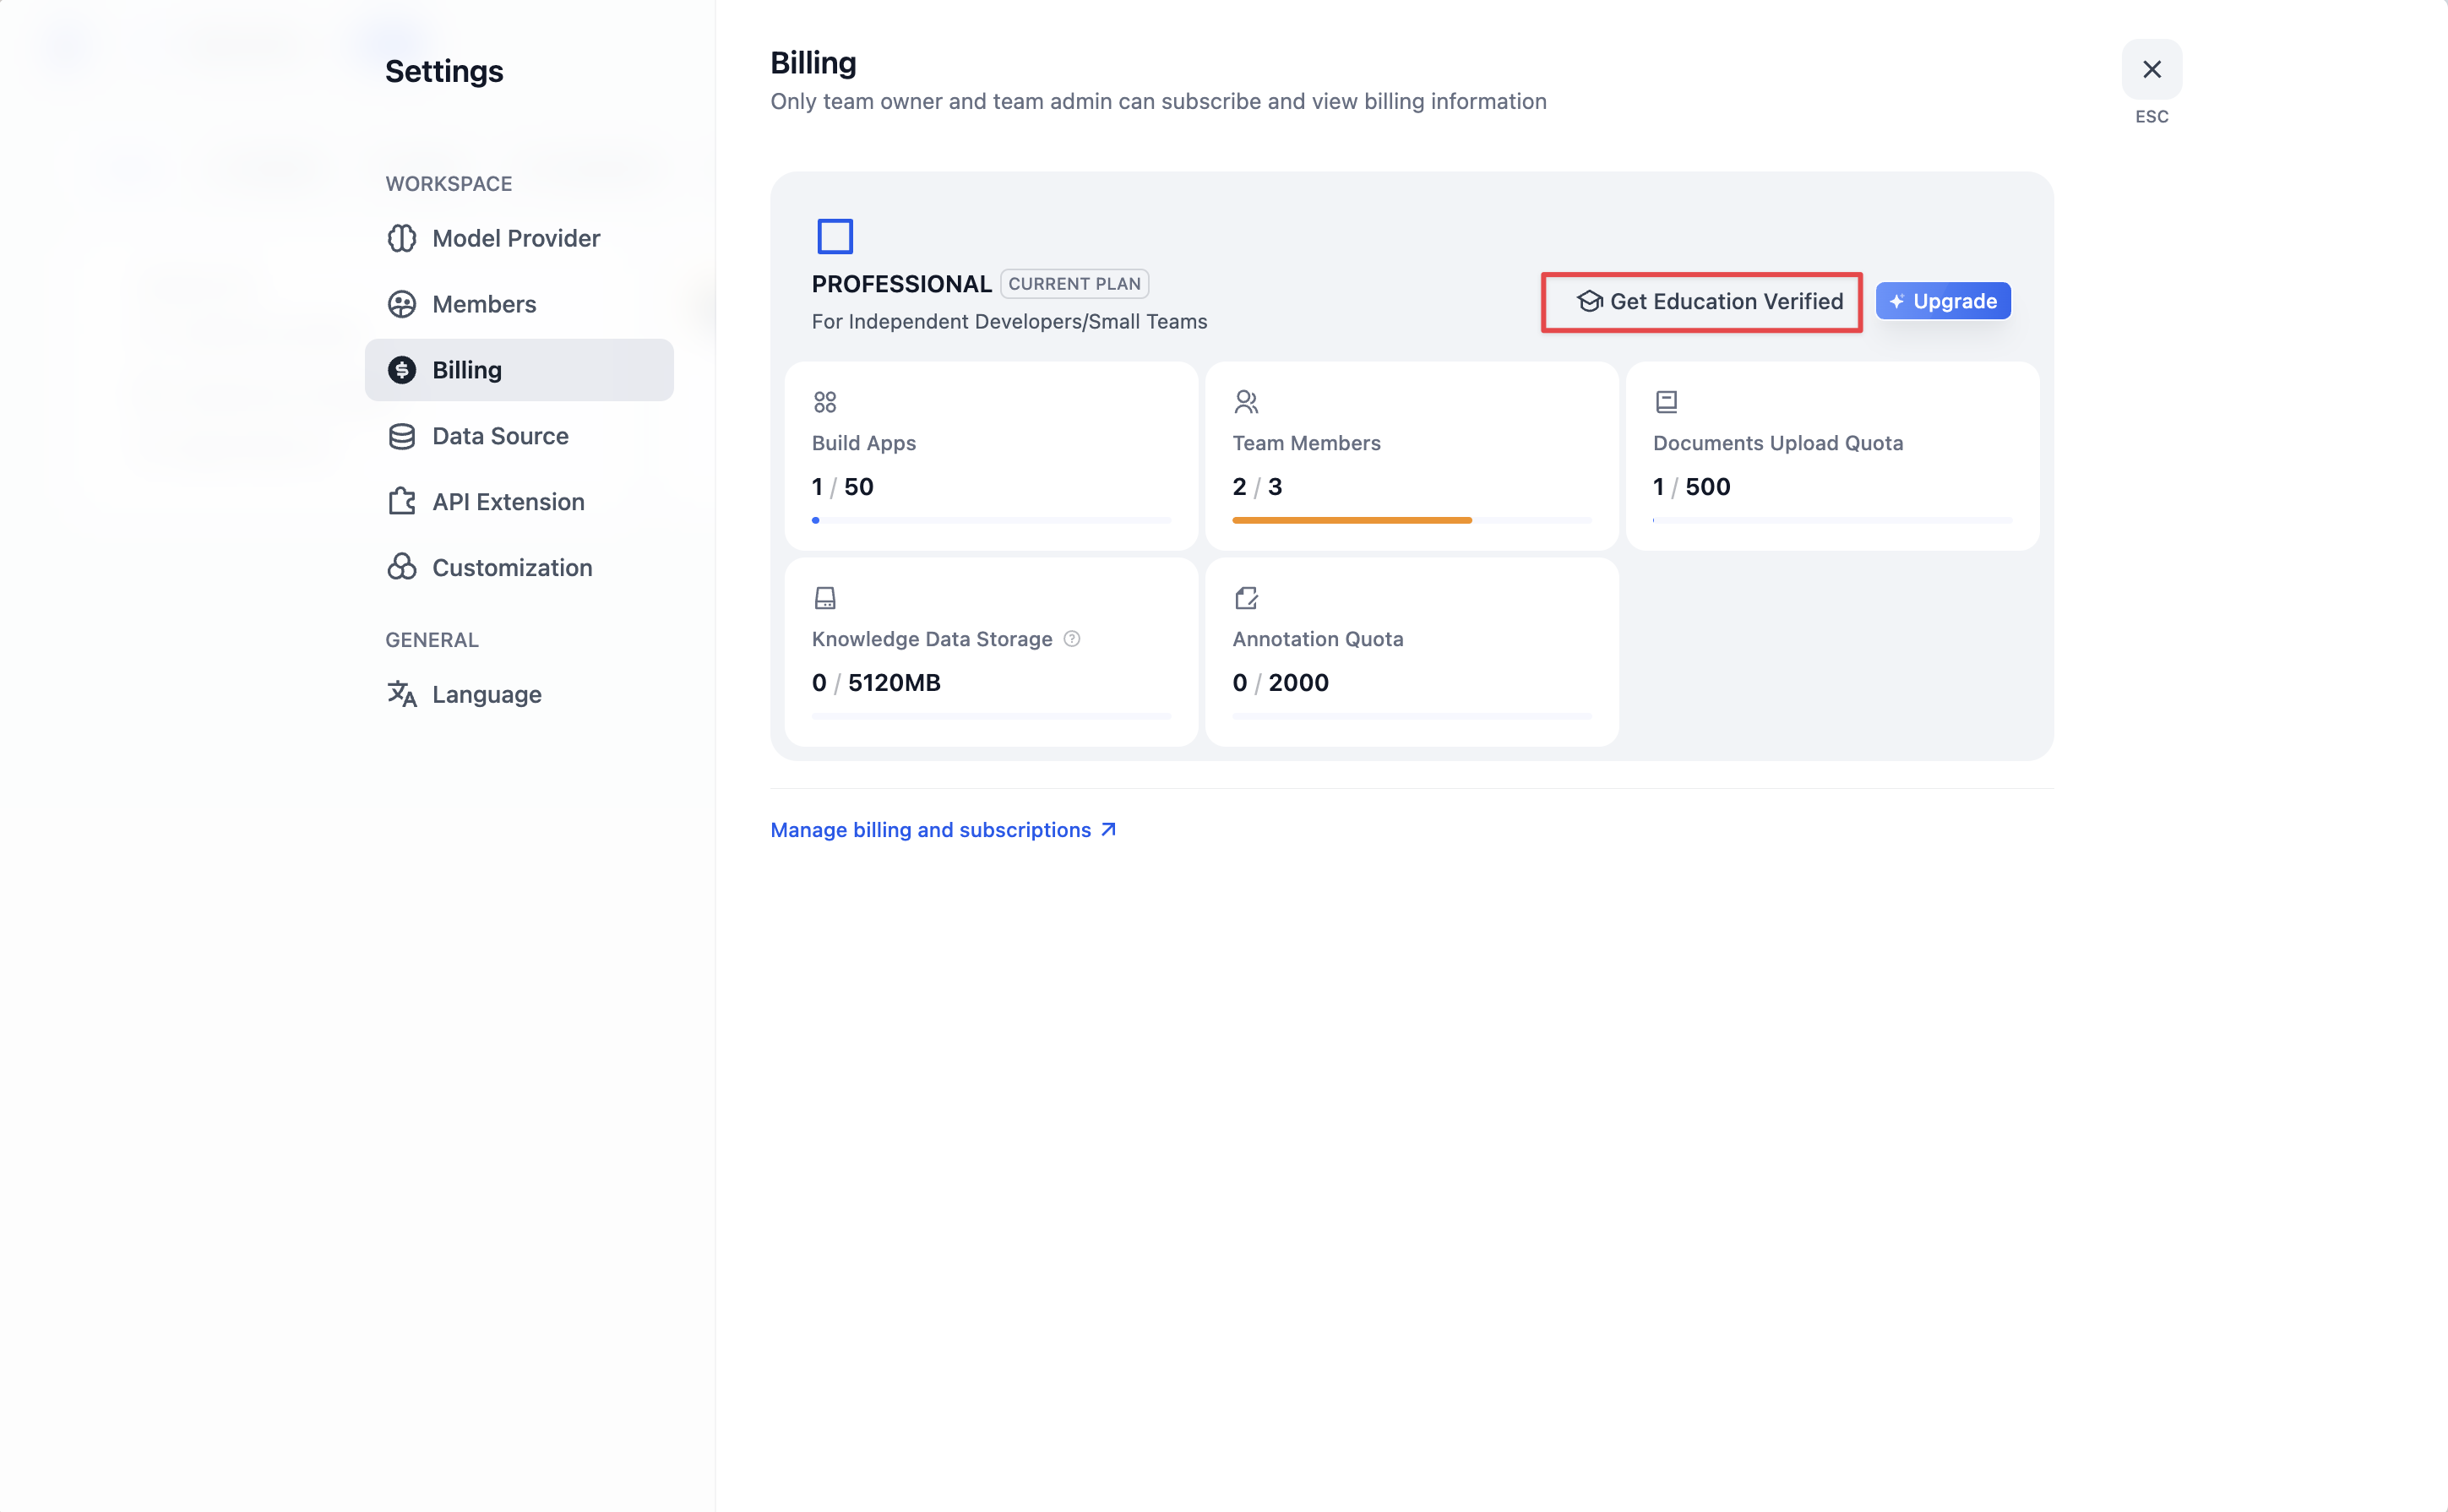 Settings
WORKSPACE
Model Provider
Members
Billing
Data Source
API Extension
Customization
GENERAL
Language
Billing
Only team owner and team admin can subscribe and view billing information
ESC
PROFESSIONAL CURRENT PLAN
For Independent Developers/Small Teams
Get Education Verified
Upgrade
Build Apps
1 / 50
Team Members
2 / 3
Documents Upload Quota
1 / 500
Knowledge Data Storage
0 / 5120MB
Annotation Quota
0 / 2000
Manage billing and subscriptions